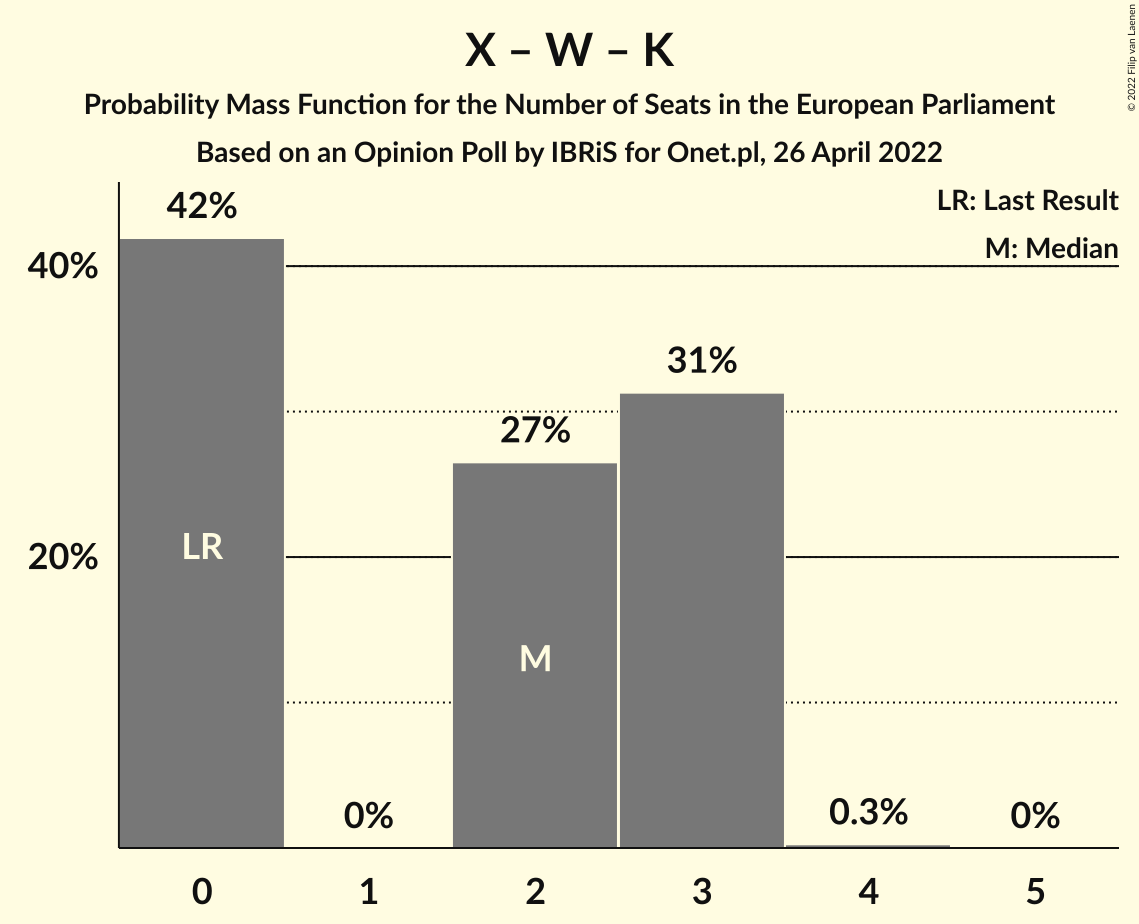 X – W – K
Probability Mass Function for the Number of Seats in the European Parliament
Based on an Opinion Poll by IBRiS for Onet.pl, 26 April 2022
© 2022 Filip van Laenen
LR: Last Result
M: Median
40%
20%
42%
0%
27%
31%
0.3%
0%
LR
M
0
1
2
3
4
5